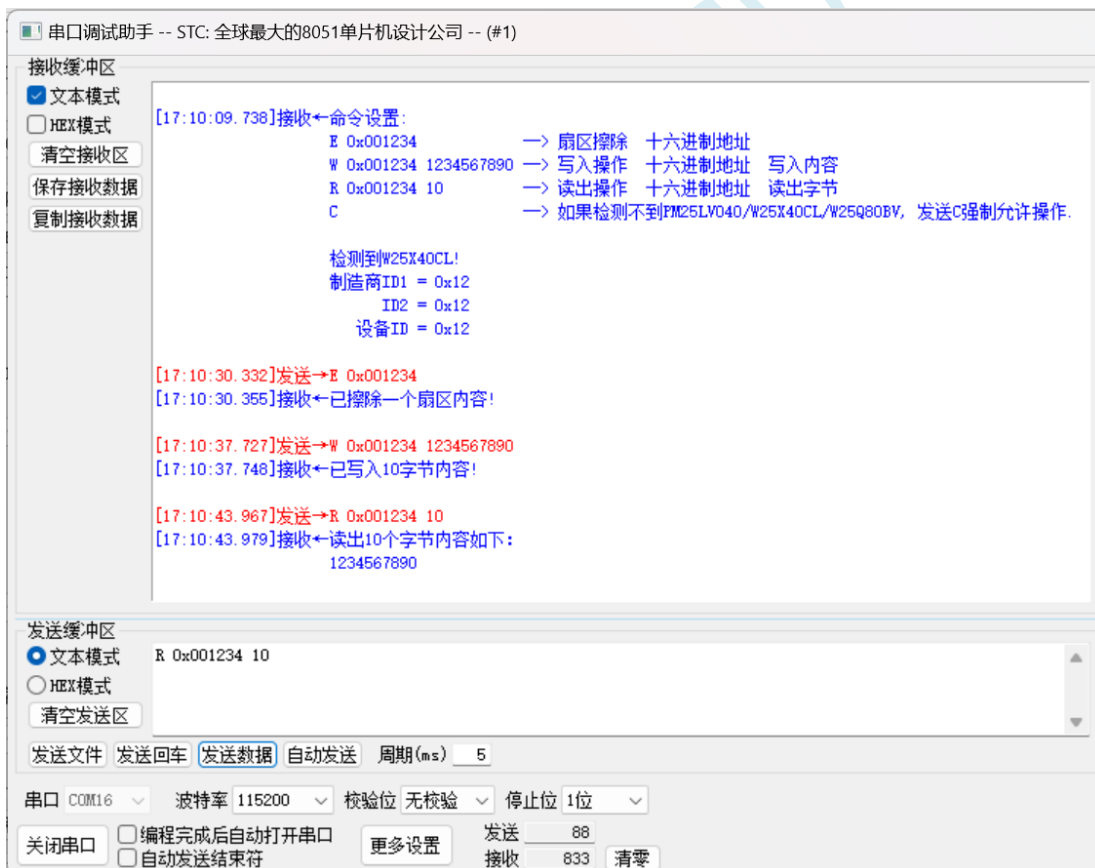 串口调试助手 -- STC: 全球最大的8051单片机设计公司 -- (#1)
接收缓冲区
文本模式
HEX模式
清空接收区
保存接收数据
复制接收数据
[17:10:09.738]接收←命令设置:
E 0x001234 —> 扇区擦除 十六进制地址
W 0x001234 1234567890 —> 写入操作 十六进制地址 写入内容
R 0x001234 10 —> 读出操作 十六进制地址 读出字节
C —> 如果检测不到PM25LV040/W25X40CL/W25Q80BV, 发送C强制允许操作.
检测到W25X40CL!
制造商ID1 = 0x12
ID2 = 0x12
设备ID = 0x12
[17:10:30.332]发送→E 0x001234
[17:10:30.355]接收←已擦除一个扇区内容!
[17:10:37.727]发送→W 0x001234 1234567890
[17:10:37.748]接收←已写入10字节内容!
[17:10:43.967]发送→R 0x001234 10
[17:10:43.979]接收←读出10个字节内容如下:
1234567890
发送缓冲区
文本模式
HEX模式
清空发送区
R 0x001234 10
发送文件 发送回车 发送数据 自动发送 周期(ms) 5
串口 COM16 波特率 115200 校验位 无校验 停止位 1位
关闭串口 编程完成后自动打开串口 更多设置 发送 88
自动发送结束符 接收 833 清零